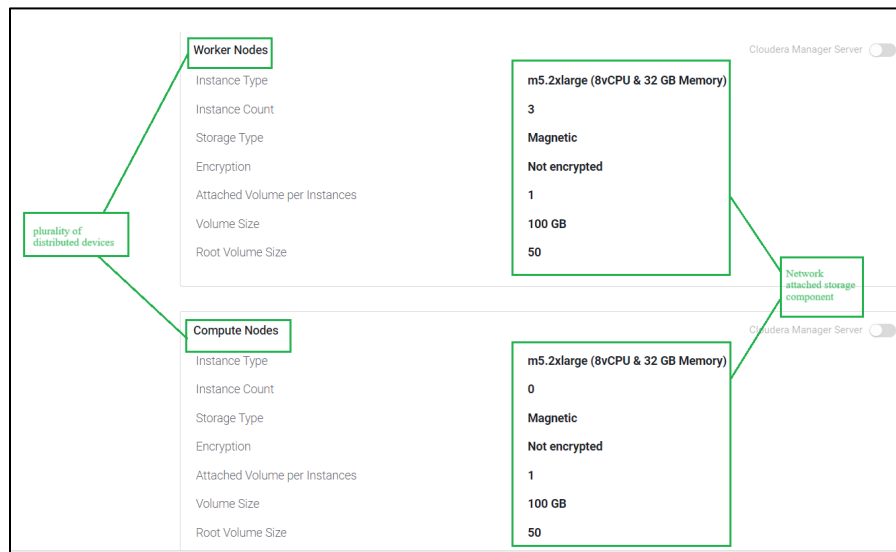 Worker Nodes
Cloudera Manager Server
Instance Type
m5.2xlarge (8vCPU & 32 GB Memory)
Instance Count
3
Storage Type
Magnetic
Encryption
Not encrypted
Attached Volume per Instances
1
Volume Size
100 GB
Root Volume Size
50
plurality of
distributed devices
Network
attached storage
component
Compute Nodes
Cloudera Manager Server
Instance Type
m5.2xlarge (8vCPU & 32 GB Memory)
Instance Count
0
Storage Type
Magnetic
Encryption
Not encrypted
Attached Volume per Instances
1
Volume Size
100 GB
Root Volume Size
50